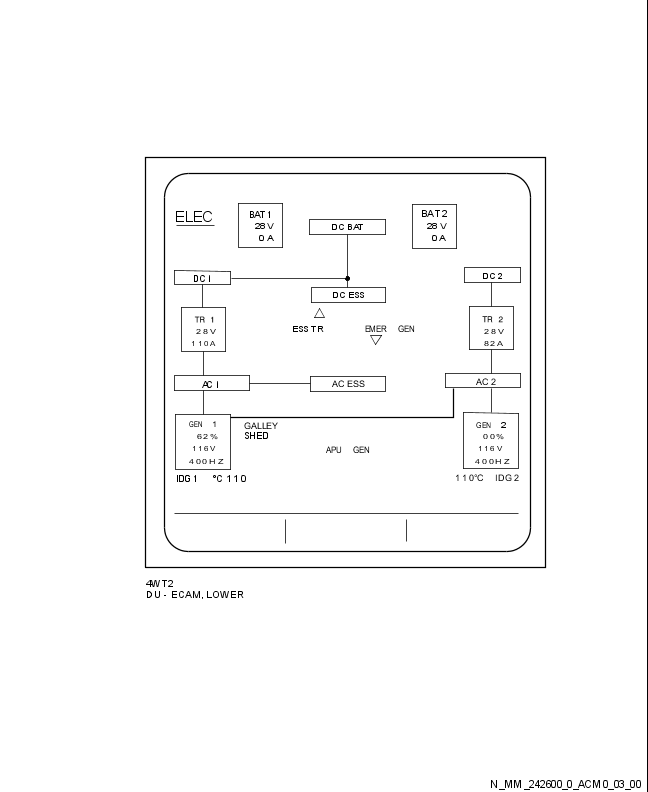 ELEC
BAT 1
28 V
0 A
DC BAT
BAT 2
28 V
0 A
DC I
DC ESS
DC 2
TR 1
28 V
110A
ESS TR
EMER GEN
TR 2
28 V
82A
AC I
AC ESS
AC 2
GEN 1
62 %
116 V
400 HZ
GALLEY
SHED
APU GEN
GEN 2
00 %
116 V
400 HZ
IDG 1 °C 110
110°C IDG 2
4WT2
DU - ECAM, LOWER
N_MM_242600_0_ACM0_03_00